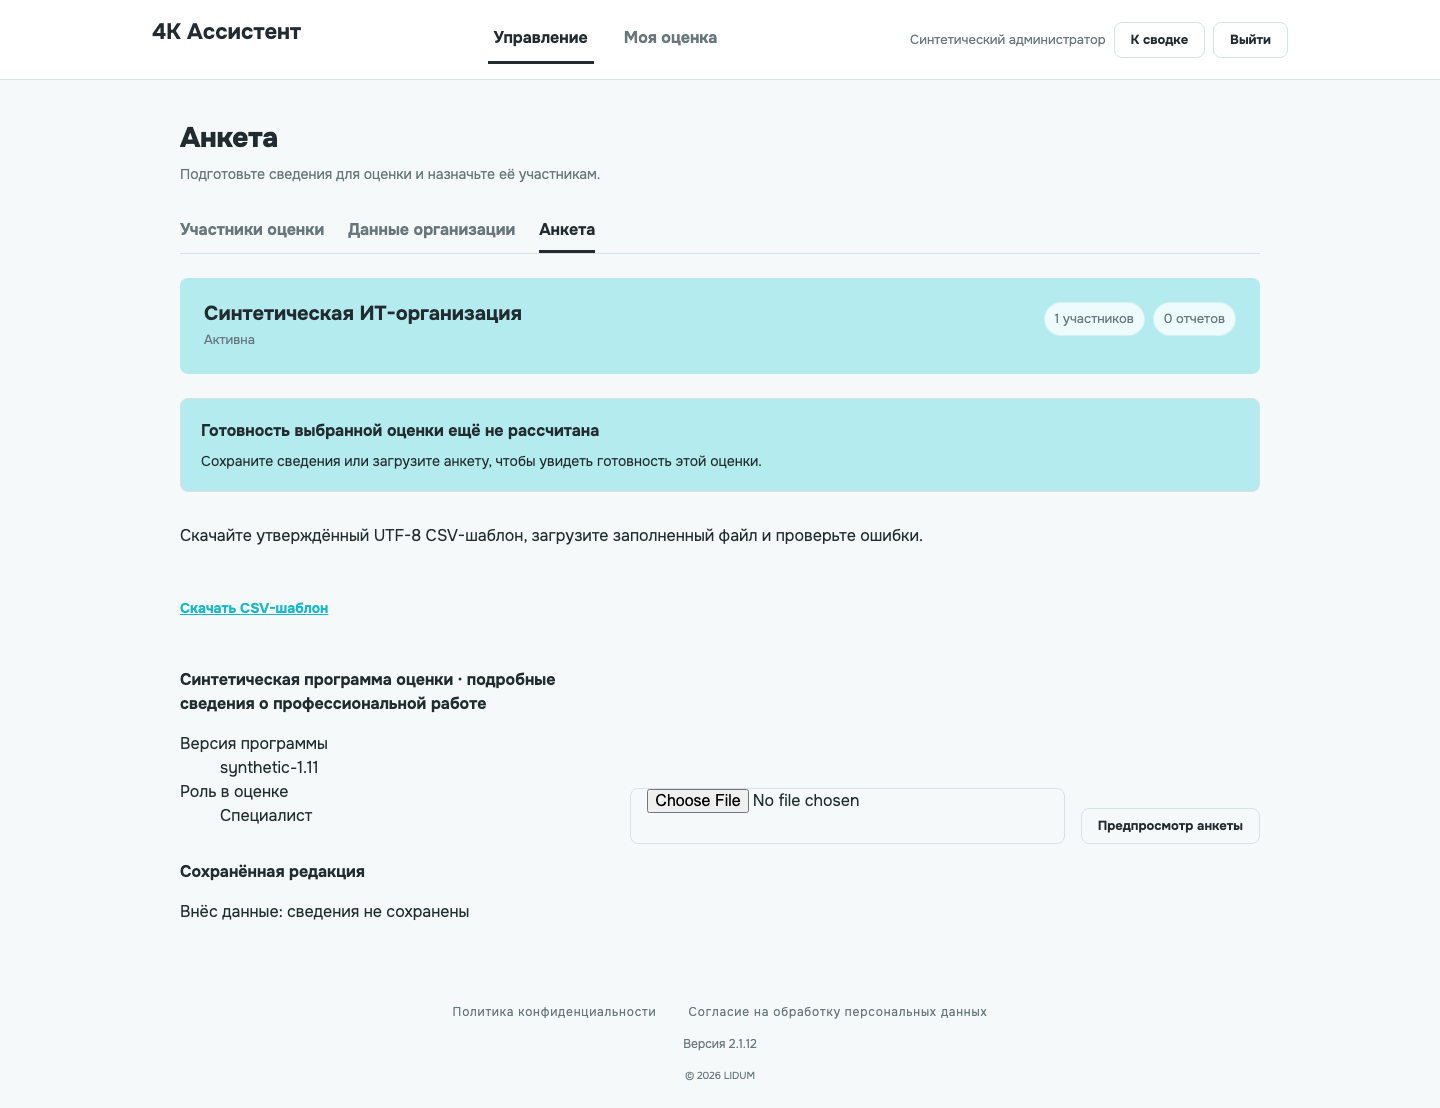 4К Ассистент
Управление
Моя оценка
Синтетический администратор
К сводке
Выйти
Анкета
Подготовьте сведения для оценки и назначьте её участникам.
Участники оценки
Данные организации
Анкета
Синтетическая ИТ-организация
Активна
1 участников
0 отчетов
Готовность выбранной оценки ещё не рассчитана
Сохраните сведения или загрузите анкету, чтобы увидеть готовность этой оценки.
Скачайте утверждённый UTF-8 CSV-шаблон, загрузите заполненный файл и проверьте ошибки.
Скачать CSV-шаблон
Синтетическая программа оценки · подробные
сведения о профессиональной работе
Версия программы
synthetic-1.11
Роль в оценке
Специалист
Choose File No file chosen
Предпросмотр анкеты
Сохранённая редакция
Внёс данные: сведения не сохранены
Политика конфиденциальности
Согласие на обработку персональных данных
Версия 2.1.12
© 2026 LIDUM